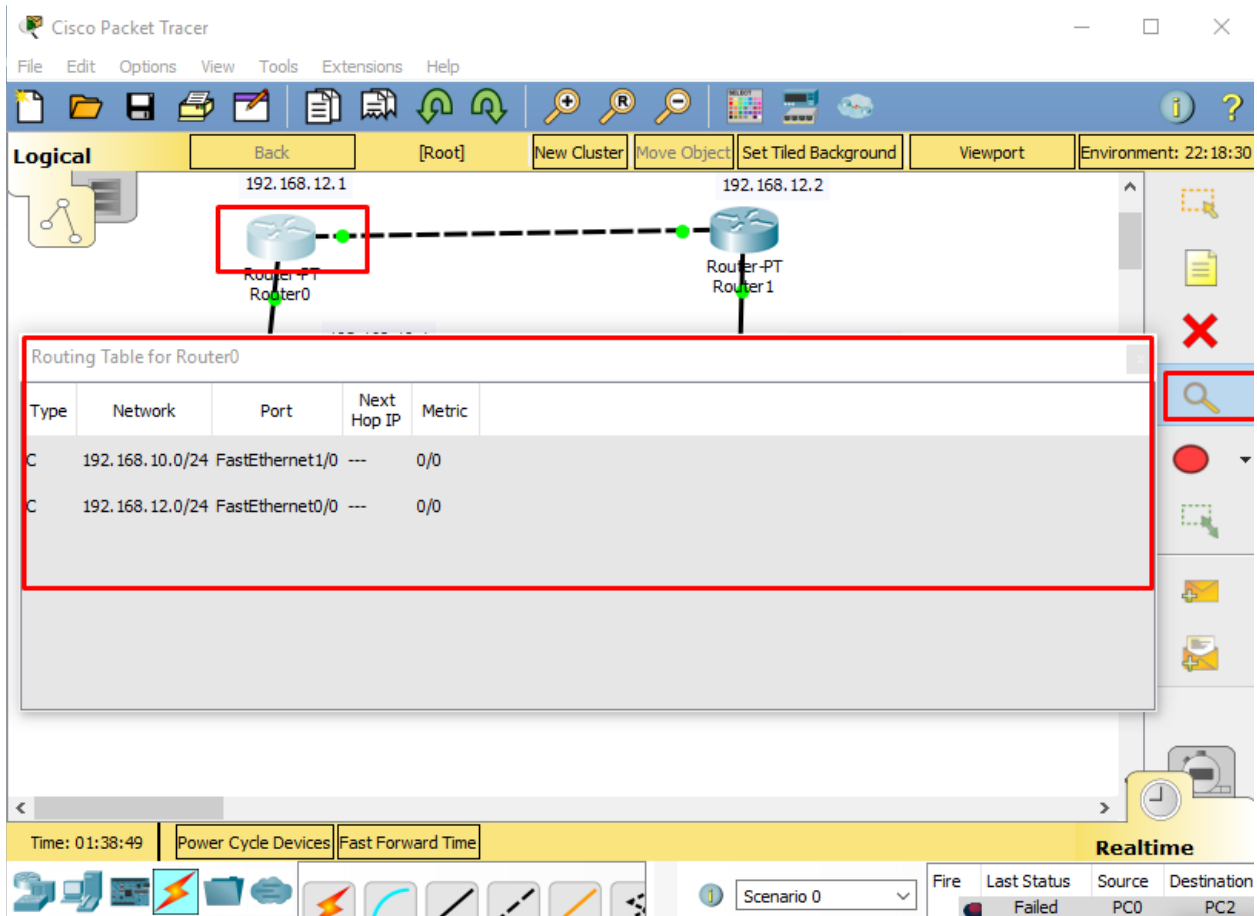 Cisco Packet Tracer
File Edit Options View Tools Extensions Help
Logical Back [Root] New Cluster Move Object Set Tiled Background Viewport Environment: 22:18:30
192.168.12.1 192.168.12.2
Router-PT
Router0
Router-PT
Router1
Routing Table for Router0
Type Network Port Next Hop IP Metric
C 192.168.10.0/24 FastEthernet1/0 --- 0/0
C 192.168.12.0/24 FastEthernet0/0 --- 0/0
Time: 01:38:49 Power Cycle Devices Fast Forward Time Realtime
Scenario 0
Fire Last Status Source Destination
Failed PC0 PC2